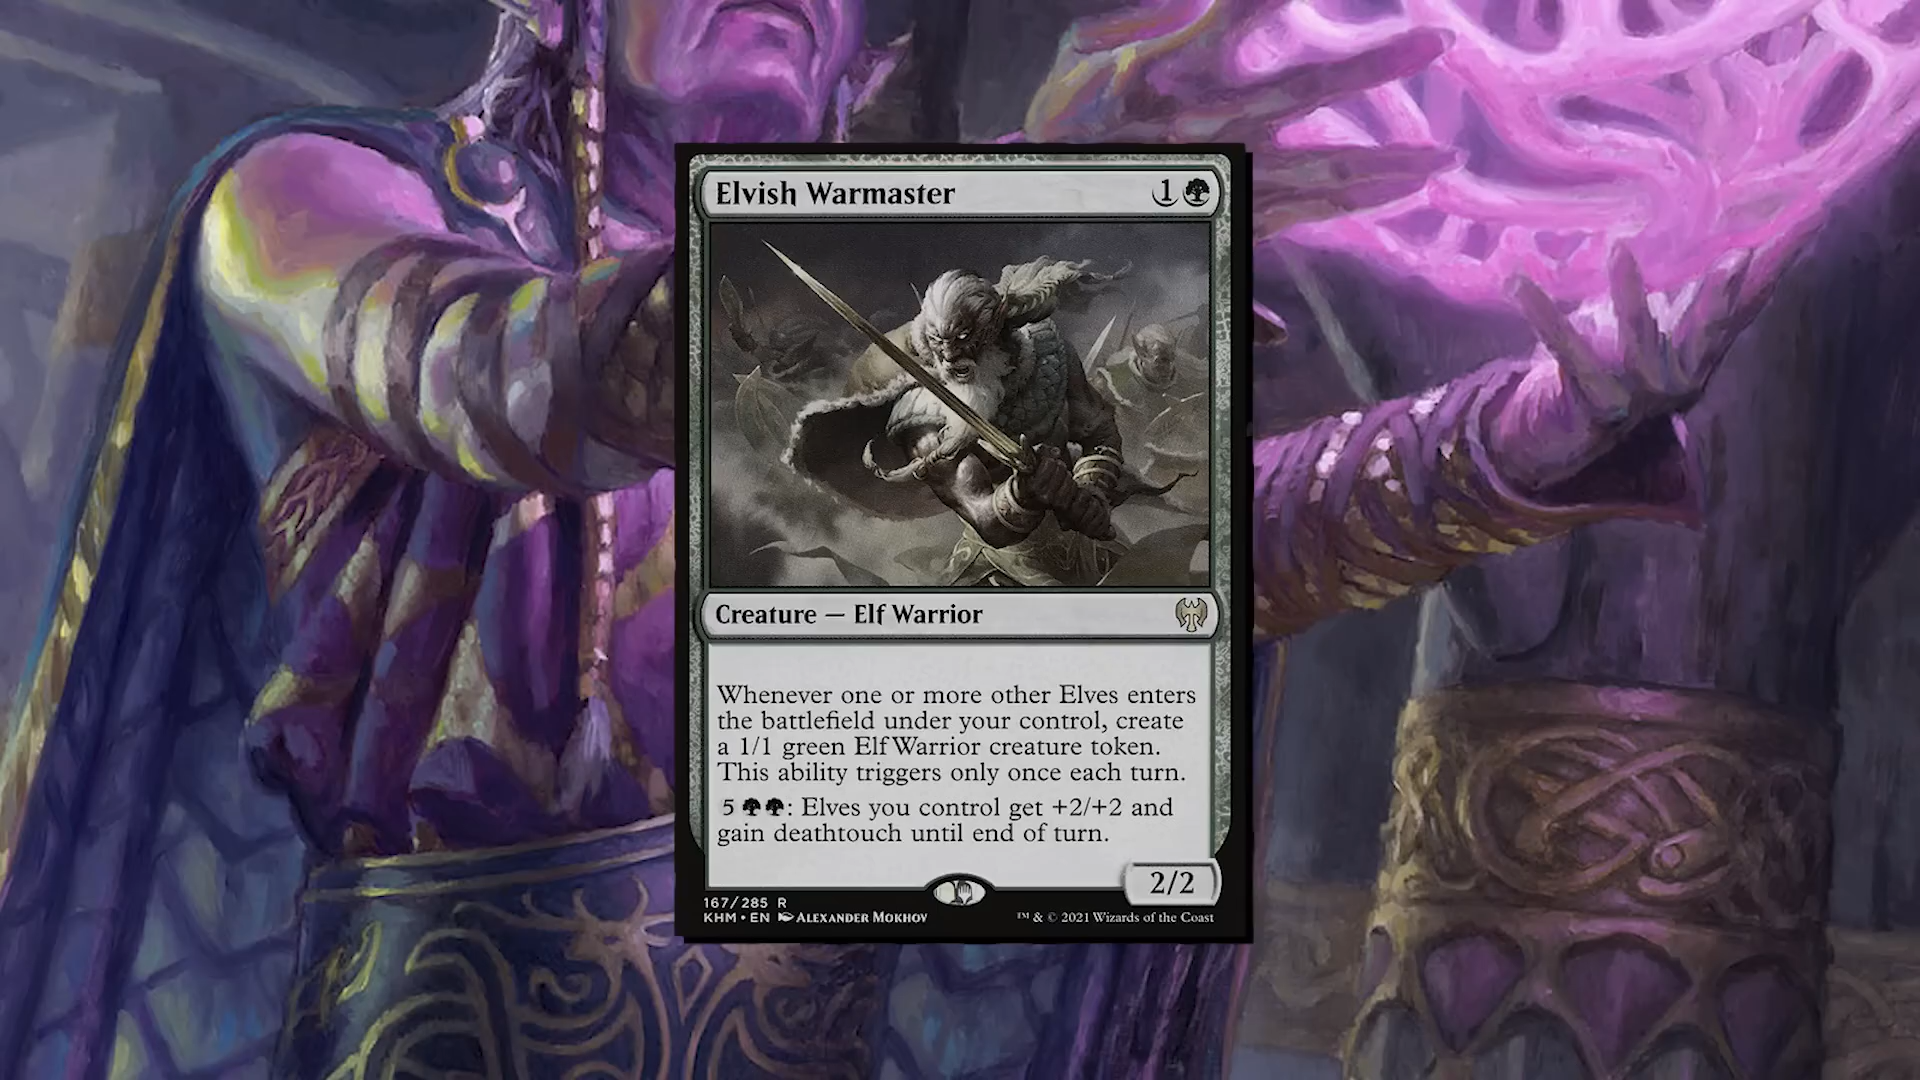 Elvish Warmaster 1
Creature — Elf Warrior
Whenever one or more other Elves enters
the battlefield under your control, create
a 1/1 green Elf Warrior creature token.
This ability triggers only once each turn.
5 : Elves you control get +2/+2 and
gain deathtouch until end of turn.
2/2
167/285 R
KHM • EN ALEXANDER MOKHOV
™ & © 2021 Wizards of the Coast